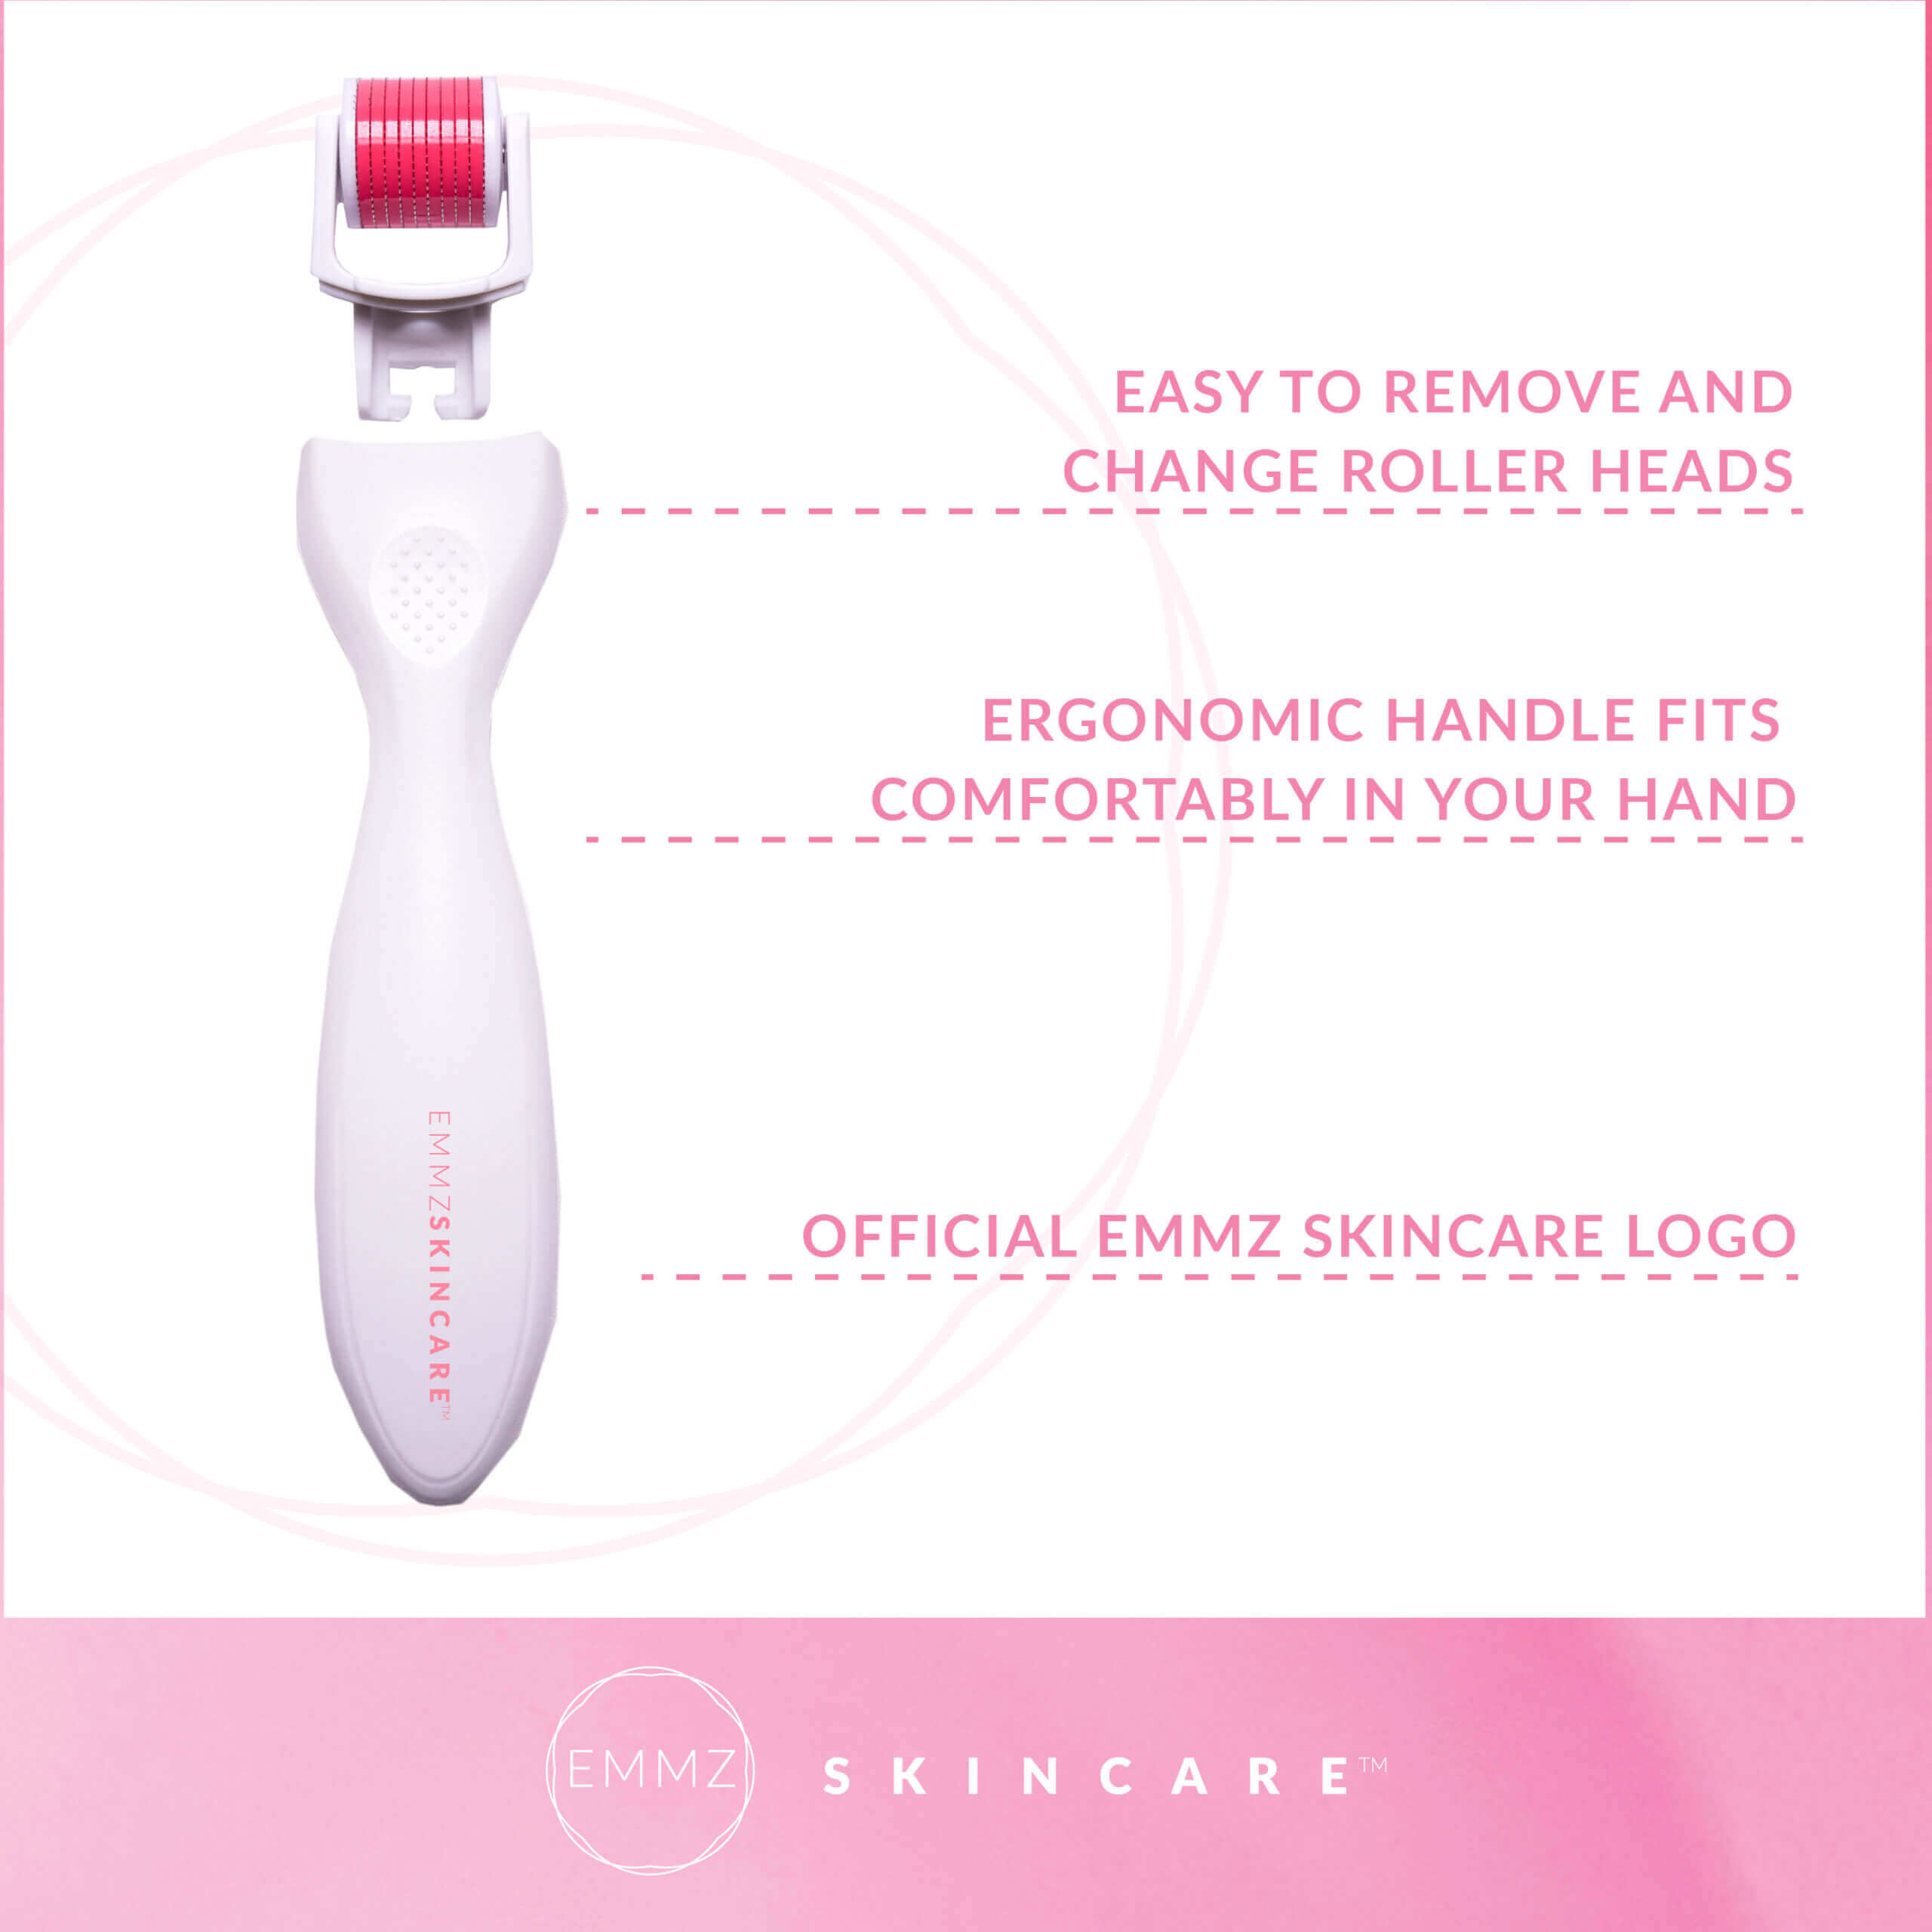 EASY TO REMOVE AND
CHANGE ROLLER HEADS
ERGONOMIC HANDLE FITS
COMFORTABLY IN YOUR HAND
EMMZSKINCARE™
OFFICIAL EMMZ SKINCARE LOGO
EMMZ SKINCARE™